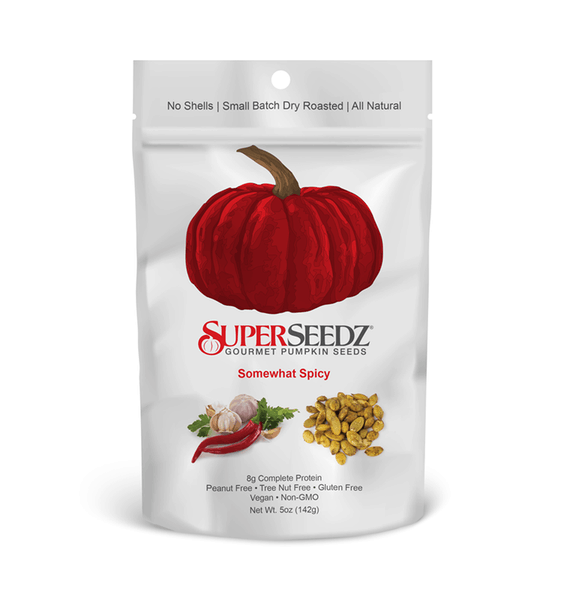 No Shells | Small Batch Dry Roasted | All Natural
SUPERSEEDZ®
GOURMET PUMPKIN SEEDS
Somewhat Spicy
8g Complete Protein
Peanut Free • Tree Nut Free • Gluten Free
Vegan • Non-GMO
Net Wt. 5oz (142g)